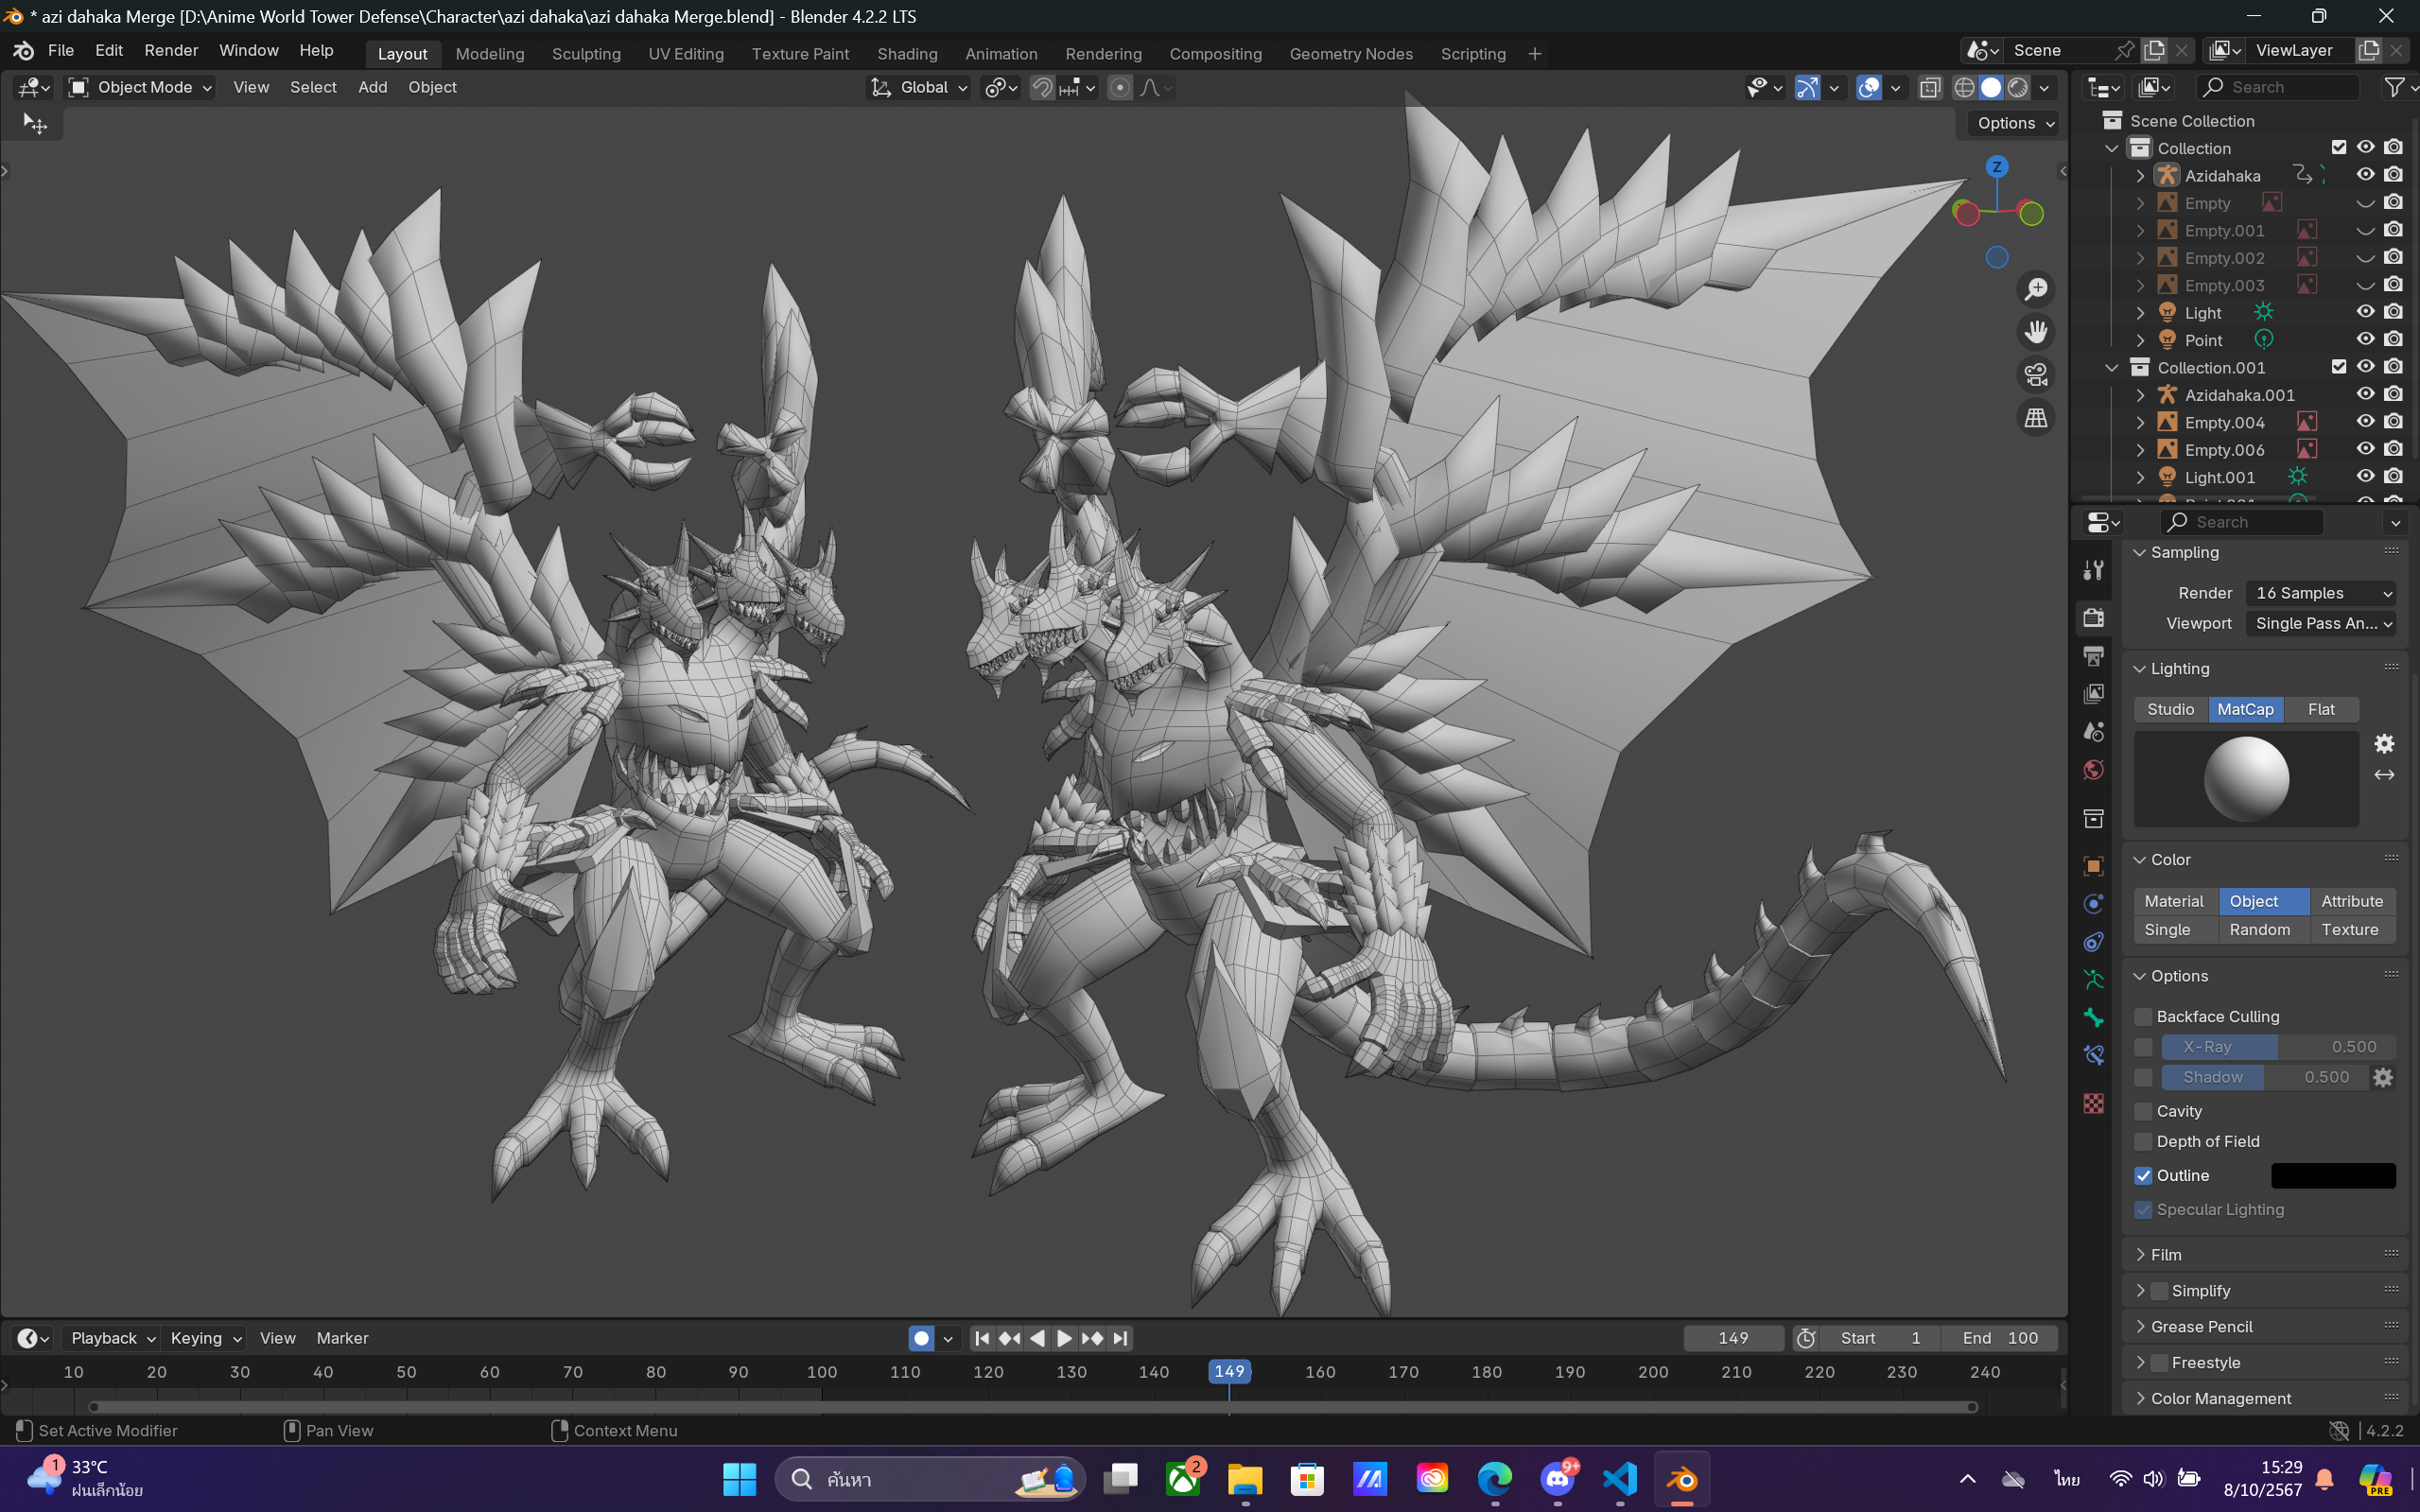 * azi dahaka Merge [D:\Anime World Tower Defense\Character\azi dahaka\azi dahaka Merge.blend] - Blender 4.2.2 LTS
File Edit Render Window Help Layout Modeling Sculpting UV Editing Texture Paint Shading Animation Rendering Compositing Geometry Nodes Scripting + Scene ViewLayer
Object Mode View Select Add Object Global Search
Options
Z
Scene Collection
Collection
Azidahaka
Empty
Empty.001
Empty.002
Empty.003
Light
Point
Collection.001
Azidahaka.001
Empty.004
Empty.006
Light.001
Search
Sampling
Render 16 Samples
Viewport Single Pass An...
Lighting
Studio MatCap Flat
Color
Material Object Attribute
Single Random Texture
Options
Backface Culling
X-Ray 0.500
Shadow 0.500
Cavity
Depth of Field
Outline
Specular Lighting
Film
Simplify
Grease Pencil
Freestyle
Color Management
Playback Keying View Marker 149 Start 1 End 100
10 20 30 40 50 60 70 80 90 100 110 120 130 140 149 160 170 180 190 200 210 220 230 240
Set Active Modifier Pan View Context Menu 4.2.2
1 33°C
ฝนเล็กน้อย
ค้นหา
2
9+
ไทย
15:29
8/10/2567
PRE